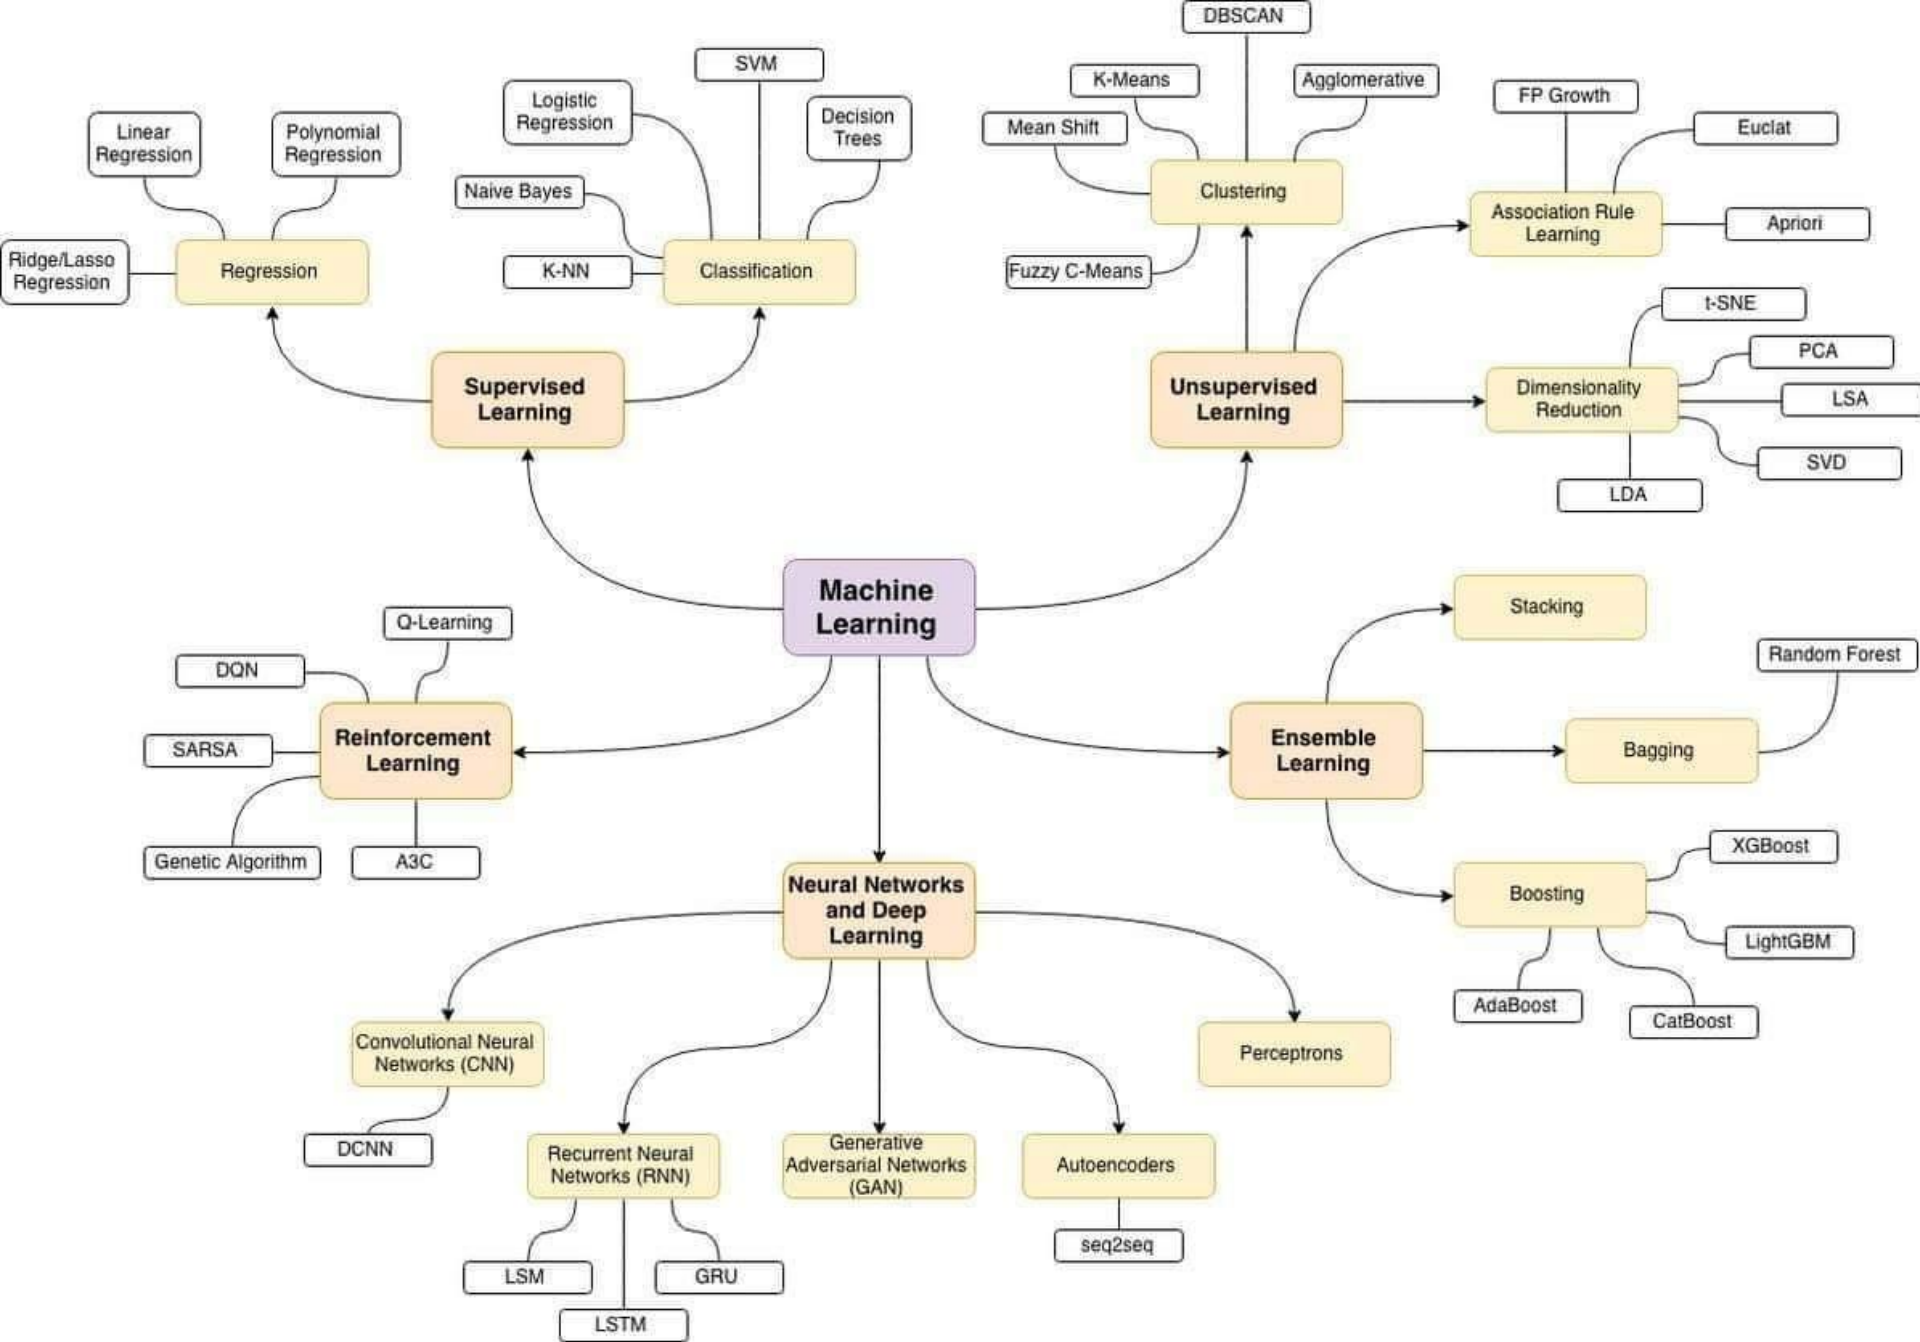 DBSCAN
SVM
K-Means
Agglomerative
Logistic
Regression
FP Growth
Decision
Trees
Mean Shift
Euclat
Linear
Regression
Polynomial
Regression
Naive Bayes
Clustering
Association Rule
Learning
Apriori
Ridge/Lasso
Regression
Regression
K-NN
Classification
Fuzzy C-Means
t-SNE
PCA
Supervised
Learning
Unsupervised
Learning
Dimensionality
Reduction
LSA
SVD
LDA
Machine
Learning
Stacking
Q-Learning
DQN
Random Forest
SARSA
Reinforcement
Learning
Ensemble
Learning
Bagging
Genetic Algorithm
A3C
XGBoost
Neural Networks
and Deep
Learning
Boosting
LightGBM
AdaBoost
CatBoost
Convolutional Neural
Networks (CNN)
Perceptrons
DCNN
Recurrent Neural
Networks (RNN)
Generative
Adversarial Networks
(GAN)
Autoencoders
seq2seq
LSM
GRU
LSTM